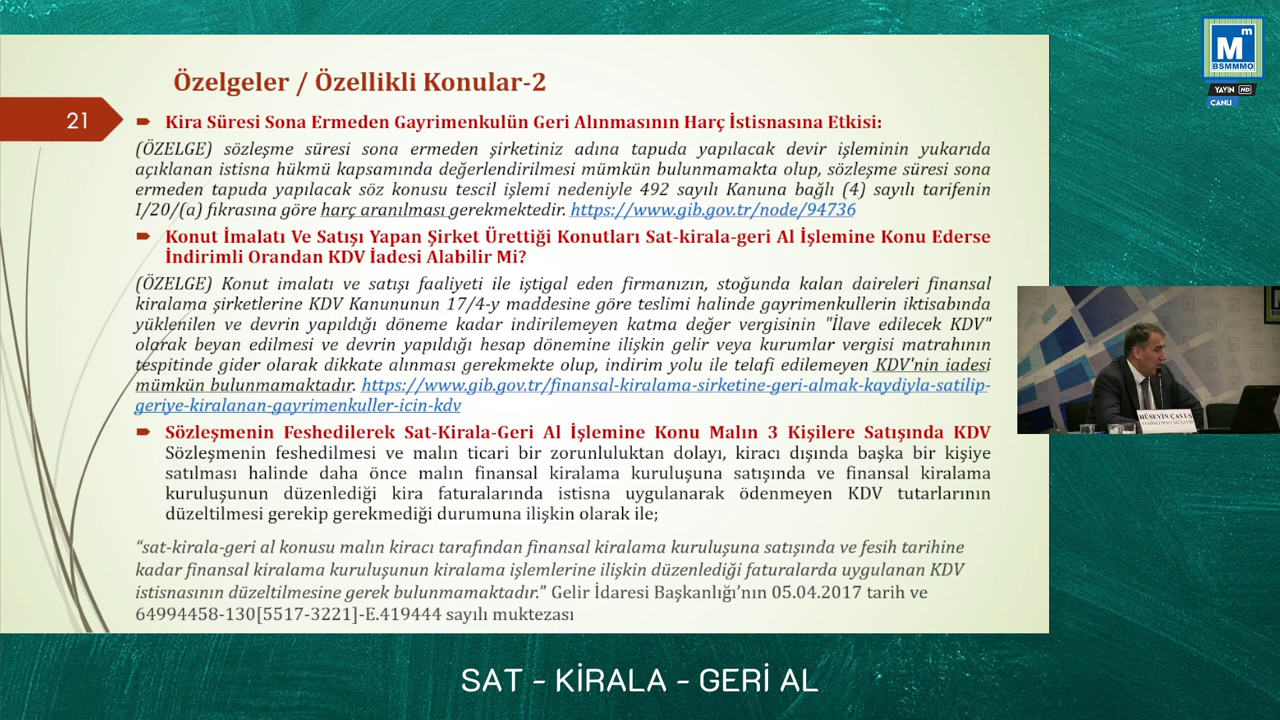 Özelgeler / Özellikli Konular-2
21
Kira Süresi Sona Ermeden Gayrimenkulün Geri Alınmasının Harç İstisnasına Etkisi:
(ÖZELGE) sözleşme süresi sona ermeden şirketiniz adına tapuda yapılacak devir işleminin yukarıda
açıklanan istisna hükmü kapsamında değerlendirilmesi mümkün bulunmamakta olup, sözleşme süresi sona
ermeden tapuda yapılacak söz konusu tescil işlemi nedeniyle 492 sayılı Kanuna bağlı (4) sayılı tarifenin
I/20/(a) fıkrasına göre harç aranılması gerekmektedir. https://www.gib.gov.tr/node/94736
Konut İmalatı Ve Satışı Yapan Şirket Ürettiği Konutları Sat-kirala-geri Al İşlemine Konu Ederse
İndirimli Orandan KDV İadesi Alabilir Mi?
(ÖZELGE) Konut imalatı ve satışı faaliyeti ile iştigal eden firmanızın, stoğunda kalan daireleri finansal
kiralama şirketlerine KDV Kanununun 17/4-y maddesine göre teslimi halinde gayrimenkullerin iktisabında
yüklenilen ve devrin yapıldığı döneme kadar indirilemeyen katma değer vergisinin "İlave edilecek KDV"
olarak beyan edilmesi ve devrin yapıldığı hesap dönemine ilişkin gelir veya kurumlar vergisi matrahının
tespitinde gider olarak dikkate alınması gerekmekte olup, indirim yolu ile telafi edilemeyen KDV'nin iadesi
mümkün bulunmamaktadır. https://www.gib.gov.tr/finansal-kiralama-sirketine-geri-almak-kaydiyla-satilip-
geriye-kiralanan-gayrimenkuller-icin-kdv
Sözleşmenin Feshedilerek Sat-Kirala-Geri Al İşlemine Konu Malın 3 Kişilere Satışında KDV
Sözleşmenin feshedilmesi ve malın ticari bir zorunluluktan dolayı, kiracı dışında başka bir kişiye
satılması halinde daha önce malın finansal kiralama kuruluşuna satışında ve finansal kiralama
kuruluşunun düzenlediği kira faturalarında istisna uygulanarak ödenmeyen KDV tutarlarının
düzeltilmesi gerekip gerekmediği durumuna ilişkin olarak ile;
“sat-kirala-geri al konusu malın kiracı tarafından finansal kiralama kuruluşuna satışında ve fesih tarihine
kadar finansal kiralama kuruluşunun kiralama işlemlerine ilişkin düzenlediği faturalarda uygulanan KDV
istisnasının düzeltilmesine gerek bulunmamaktadır.” Gelir İdaresi Başkanlığı’nın 05.04.2017 tarih ve
64994458-130[5517-3221]-E.419444 sayılı muktezası
M m
BSMMMO
YAYIN HD
CANLI
HÜSEYİN ÇAVUŞ
SAT - KİRALA - GERİ AL